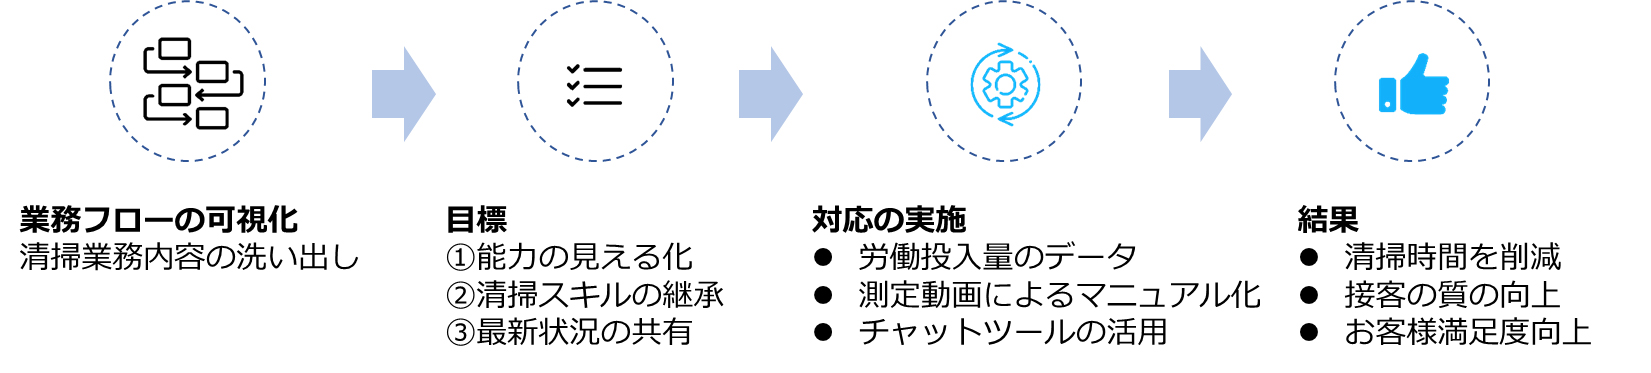 業務フローの可視化
清掃業務内容の洗い出し
目標
①能力の見える化
②清掃スキルの継承
③最新状況の共有
対応の実施
● 労働投入量のデータ
● 測定動画によるマニュアル化
● チャットツールの活用
結果
● 清掃時間を削減
● 接客の質の向上
● お客様満足度向上